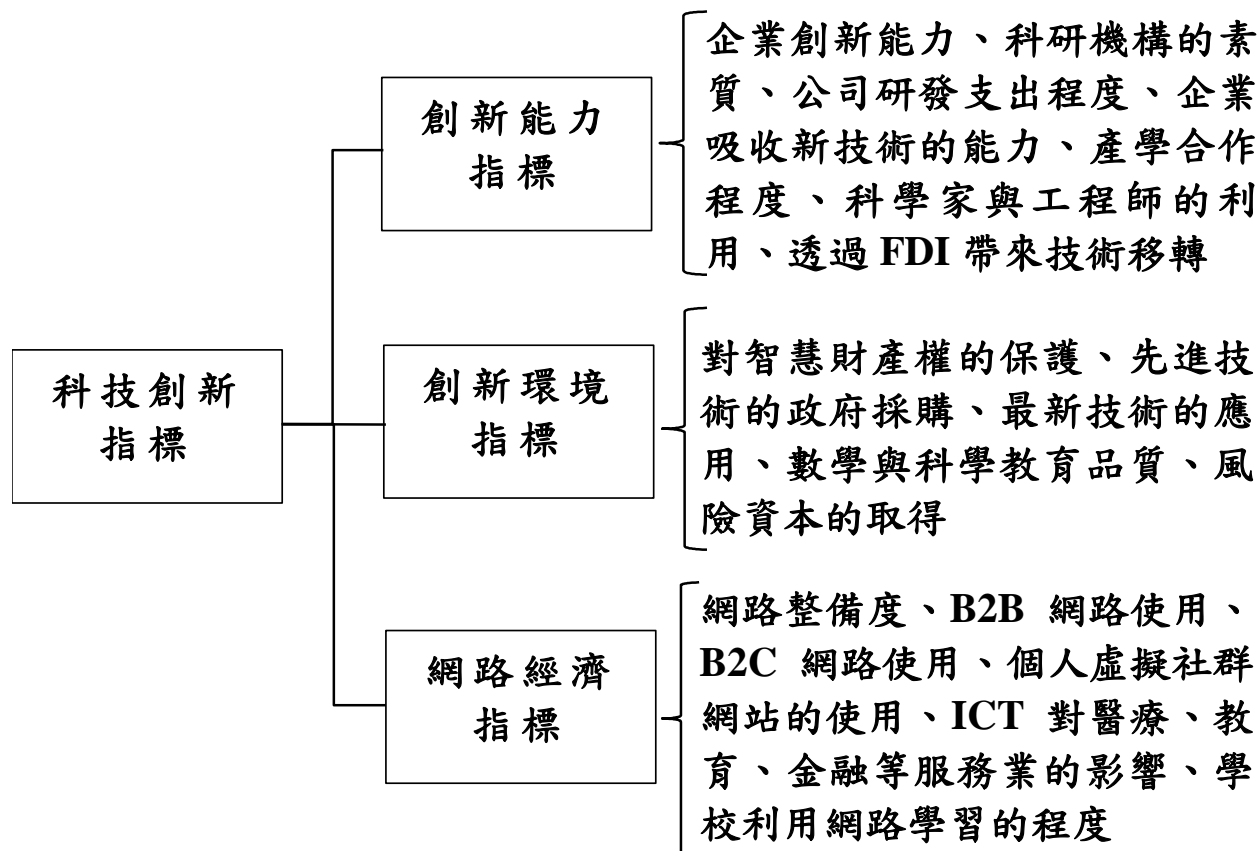 科技創新
指標
創新能力
指標
企業創新能力、科研機構的素
質、公司研發支出程度、企業
吸收新技術的能力、產學合作
程度、科學家與工程師的利
用、透過 FDI 帶來技術移轉
創新環境
指標
對智慧財產權的保護、先進技
術的政府採購、最新技術的應
用、數學與科學教育品質、風
險資本的取得
網路經濟
指標
網路整備度、B2B 網路使用、
B2C 網路使用、個人虛擬社群
網站的使用、ICT 對醫療、教
育、金融等服務業的影響、學
校利用網路學習的程度